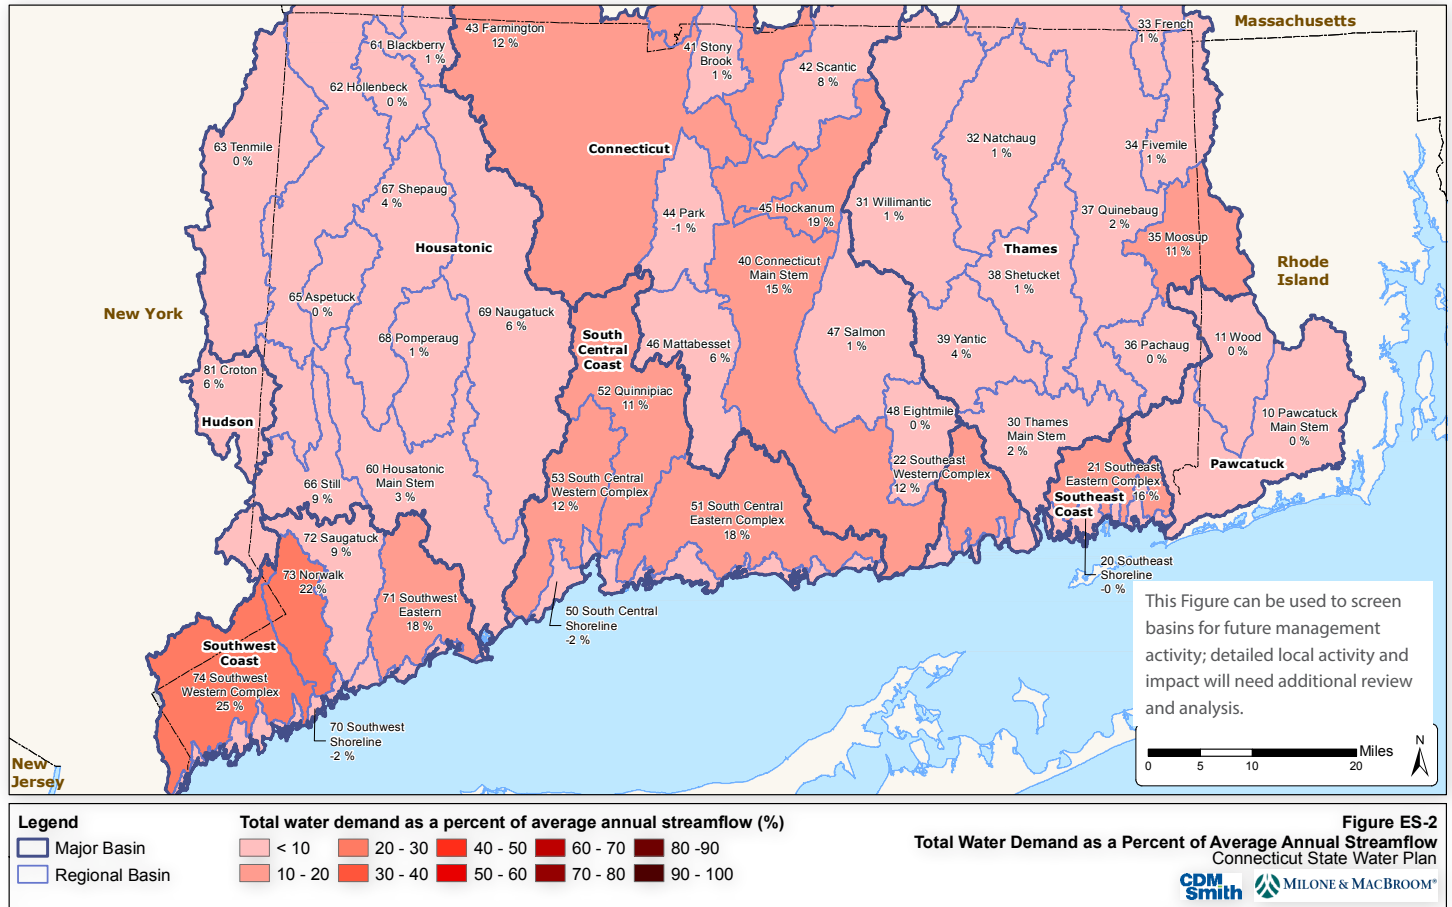 33 French
1 %
Massachusetts
43 Farmington
12 %
61 Blackberry
1 %
41 Stony
Brook
1 %
42 Scantic
8 %
62 Hollenbeck
0 %
63 Tenmile
0 %
Connecticut
32 Natchaug
1 %
34 Fivemile
1 %
67 Shepaug
4 %
44 Park
-1 %
45 Hockanum
19 %
31 Willimantic
1 %
37 Quinebaug
2 %
35 Moosup
11 %
Housatonic
Thames
40 Connecticut
Main Stem
15 %
38 Shetucket
1 %
Rhode
Island
New York
65 Aspetuck
0 %
69 Naugatuck
6 %
68 Pomperaug
1 %
South
Central
Coast
46 Mattabesset
6 %
47 Salmon
1 %
39 Yantic
4 %
36 Pachaug
0 %
11 Wood
0 %
81 Croton
6 %
Hudson
52 Quinnipiac
11 %
48 Eightmile
0 %
30 Thames
Main Stem
2 %
10 Pawcatuck
Main Stem
0 %
Pawcatuck
66 Still
9 %
60 Housatonic
Main Stem
3 %
53 South Central
Western Complex
12 %
22 Southeast
Western Complex
12 %
21 Southeast
Eastern Complex
16 %
Southeast
Coast
51 South Central
Eastern Complex
18 %
72 Saugatuck
9 %
73 Norwalk
22 %
71 Southwest
Eastern
18 %
20 Southeast
Shoreline
-0 %
50 South Central
Shoreline
-2 %
Southwest
Coast
74 Southwest
Western Complex
25 %
70 Southwest
Shoreline
-2 %
New
Jersey
This Figure can be used to screen
basins for future management
activity; detailed local activity and
impact will need additional review
and analysis.
N
Miles
0 5 10 20
Legend
Major Basin
Regional Basin
Total water demand as a percent of average annual streamflow (%)
< 10 20 - 30 40 - 50 60 - 70 80 -90
10 - 20 30 - 40 50 - 60 70 - 80 90 - 100
Figure ES-2
Total Water Demand as a Percent of Average Annual Streamflow
Connecticut State Water Plan
CDM
Smith
MILONE & MACBROOM®